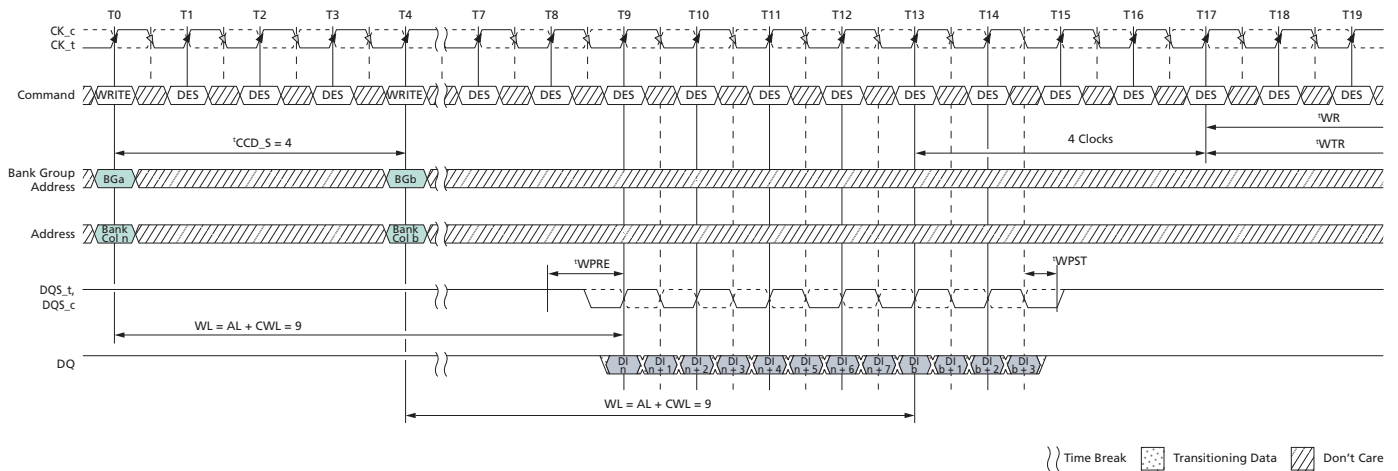 T0 T1 T2 T3 T4 T7 T8 T9 T10 T11 T12 T13 T14 T15 T16 T17 T18 T19
CK_c
CK_t
Command WRITE DES DES DES WRITE DES DES DES DES DES DES DES DES DES DES DES DES DES
tWR
tCCD_S = 4 4 Clocks tWTR
Bank Group
Address BGa BGb
Address Bank
Col n Bank
Col b
tWPRE tWPST
DQS_t,
DQS_c
WL = AL + CWL = 9
DQ DI
n DI
n + 1 DI
n + 2 DI
n + 3 DI
n + 4 DI
n + 5 DI
n + 6 DI
n + 7 DI
b DI
b + 1 DI
b + 2 DI
b + 3
WL = AL + CWL = 9
Time Break Transitioning Data Don't Care